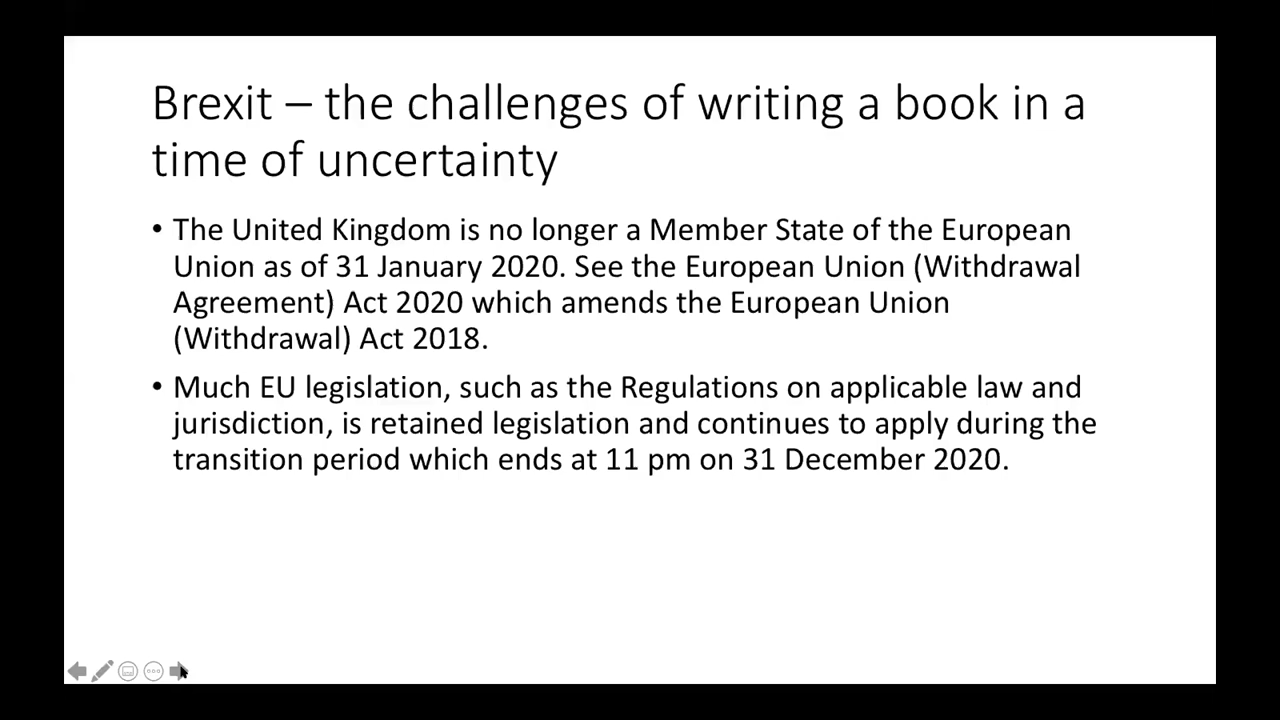 Brexit – the challenges of writing a book in a
time of uncertainty
• The United Kingdom is no longer a Member State of the European
Union as of 31 January 2020. See the European Union (Withdrawal
Agreement) Act 2020 which amends the European Union
(Withdrawal) Act 2018.
• Much EU legislation, such as the Regulations on applicable law and
jurisdiction, is retained legislation and continues to apply during the
transition period which ends at 11 pm on 31 December 2020.